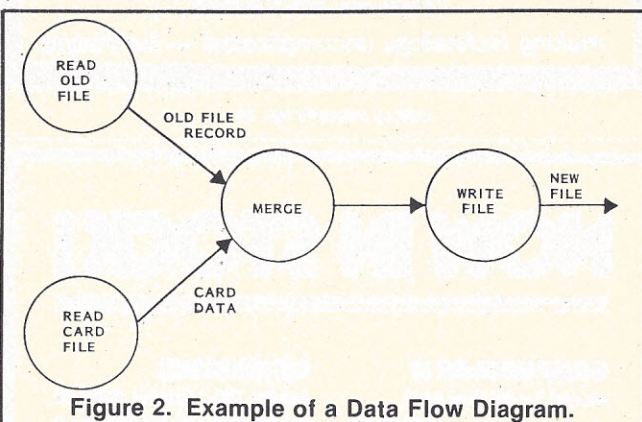 READ
OLD
FILE
OLD FILE
RECORD
MERGE
WRITE
FILE
NEW
FILE
CARD
DATA
READ
CARD
FILE
Figure 2. Example of a Data Flow Diagram.